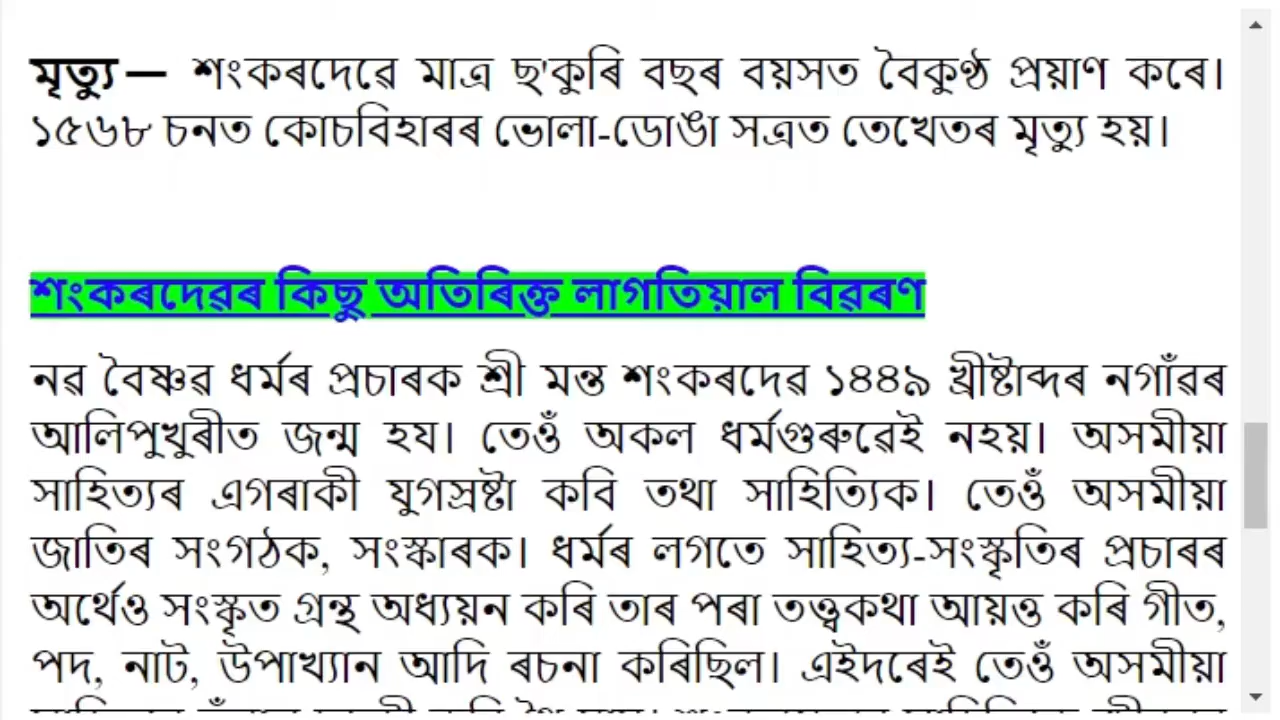 মৃত্যু— শংকৰদেৱে মাত্ৰ ছ'কুৰি বছৰ বয়সত বৈকুণ্ঠ প্ৰয়াণ কৰে।
১৫৬৮ চনত কোচবিহাৰৰ ভোলা-ডোঙা সত্ৰত তেখেতৰ মৃত্যু হয়।
শংকৰদেৱৰ কিছু অতিৰিক্ত লাগতিয়াল বিৱৰণ
নৱ বৈষ্ণৱ ধৰ্মৰ প্ৰচাৰক শ্ৰী মন্ত শংকৰদেৱ ১৪৪৯ খ্ৰীষ্টাব্দৰ নগাঁৱৰ
আলিপুখুৰীত জন্ম হয। তেওঁ অকল ধৰ্মগুৰুৱেই নহয়। অসমীয়া
সাহিত্যৰ এগৰাকী যুগস্ৰষ্টা কবি তথা সাহিত্যিক। তেওঁ অসমীয়া
জাতিৰ সংগঠক, সংস্কাৰক। ধৰ্মৰ লগতে সাহিত্য-সংস্কৃতিৰ প্ৰচাৰৰ
অৰ্থেও সংস্কৃত গ্ৰন্থ অধ্যয়ন কৰি তাৰ পৰা তত্ত্বকথা আয়ত্ত কৰি গীত,
পদ, নাট, উপাখ্যান আদি ৰচনা কৰিছিল। এইদৰেই তেওঁ অসমীয়া